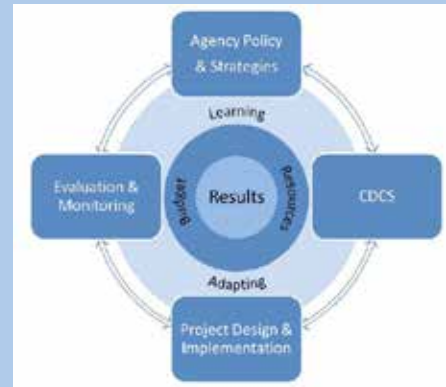 Agency Policy
& Strategies
Learning
Evaluation &
Monitoring
Budget
Results
Resources
CDCS
Adapting
Project Design &
Implementation